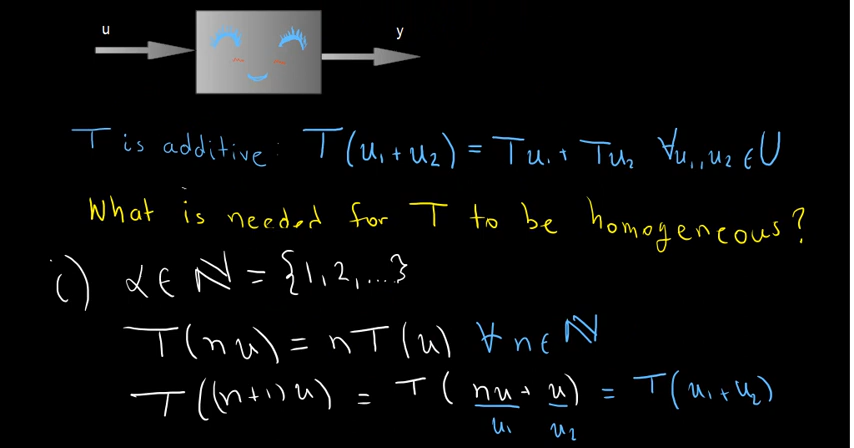 u y
T is additive: T(u₁ + u₂) = Tu₁ + Tu₂ ∀u₁, u₂ ∈ U
What is needed for T to be homogeneous?
i) α ∈ ℕ = {1, 2, ...}
T(nu) = nT(u) ∀ n ∈ ℕ
T((n+1)u) = T(nu + u) = T(u₁ + u₂)
u₁ u₂